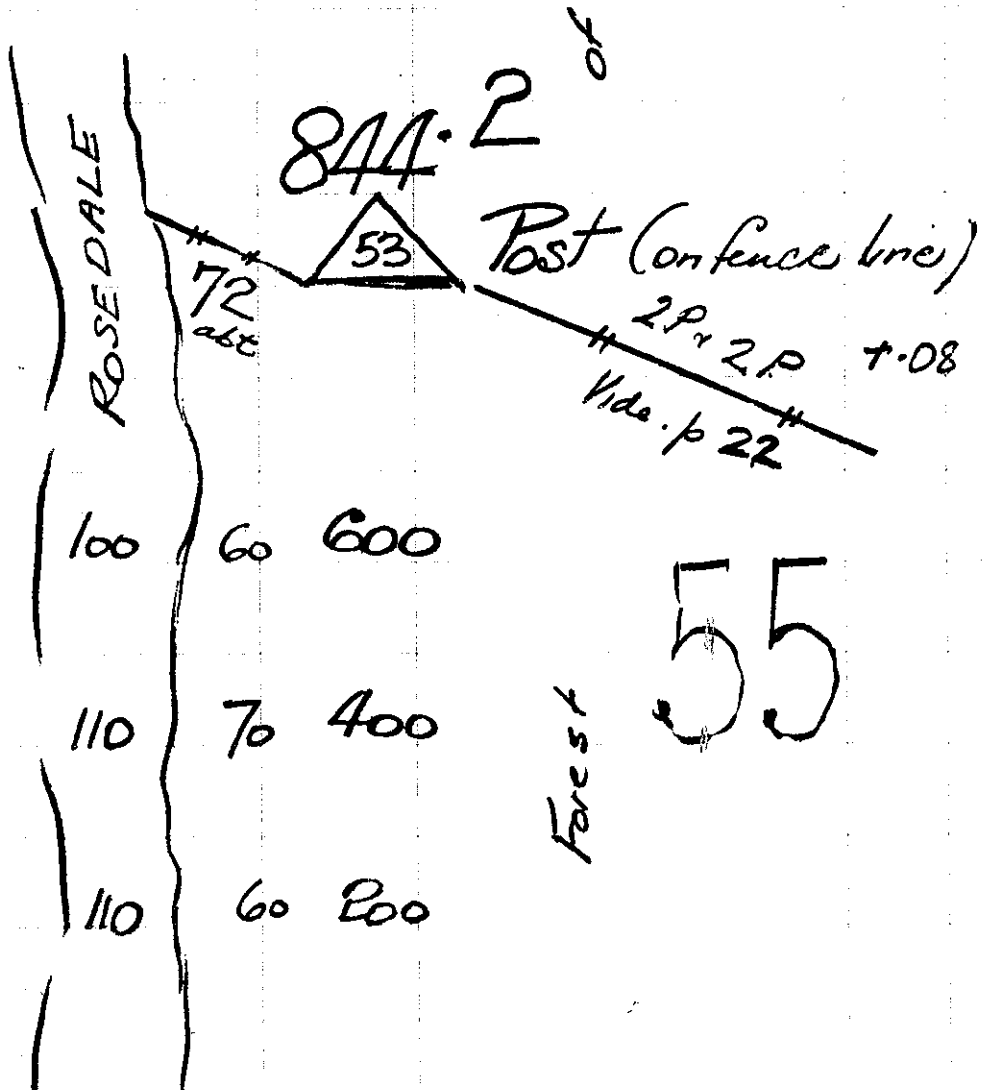 of
844.2
ROSEDALE
53
Post (on fence line)
72
abt
2P 2P +.08
Vide. p 22
100 60 600
55
110 70 400
Forest
110 60 200